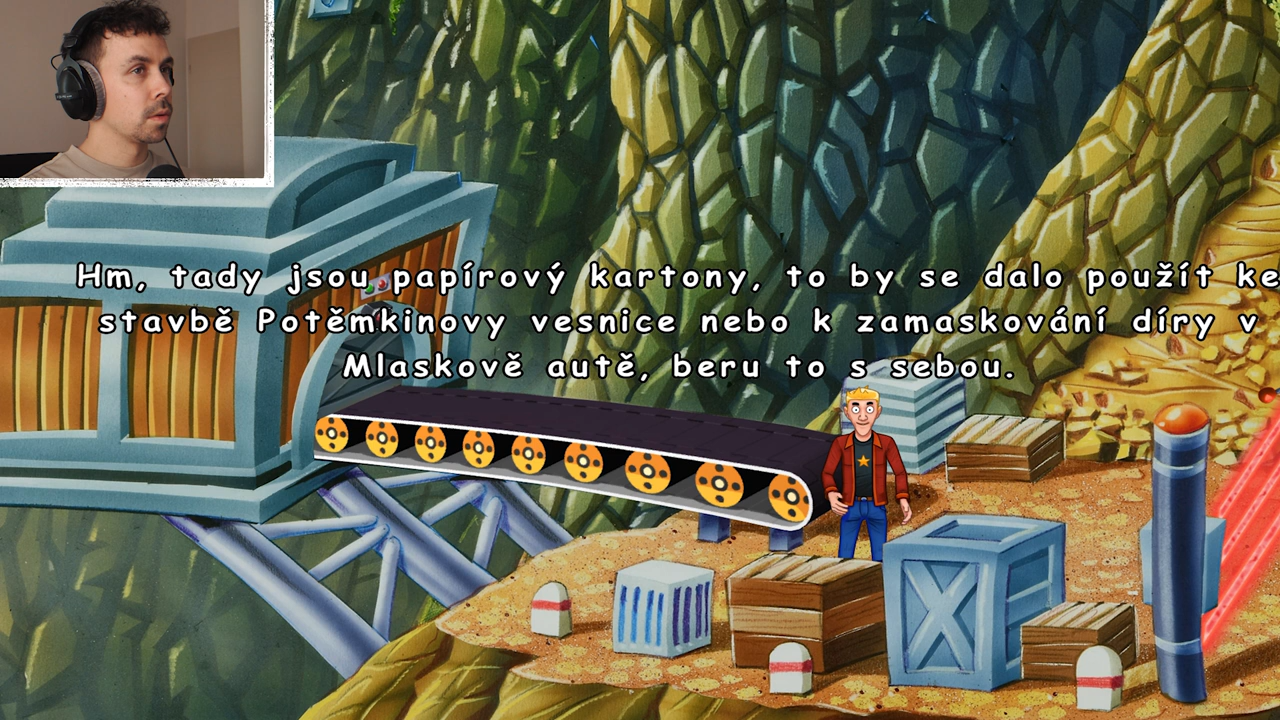 Hm, tady jsou papírový kartony, to by se dalo použít ke
stavbě Potěmkinovy vesnice nebo k zamaskování díry v
Mlaskově autě, beru to s sebou.